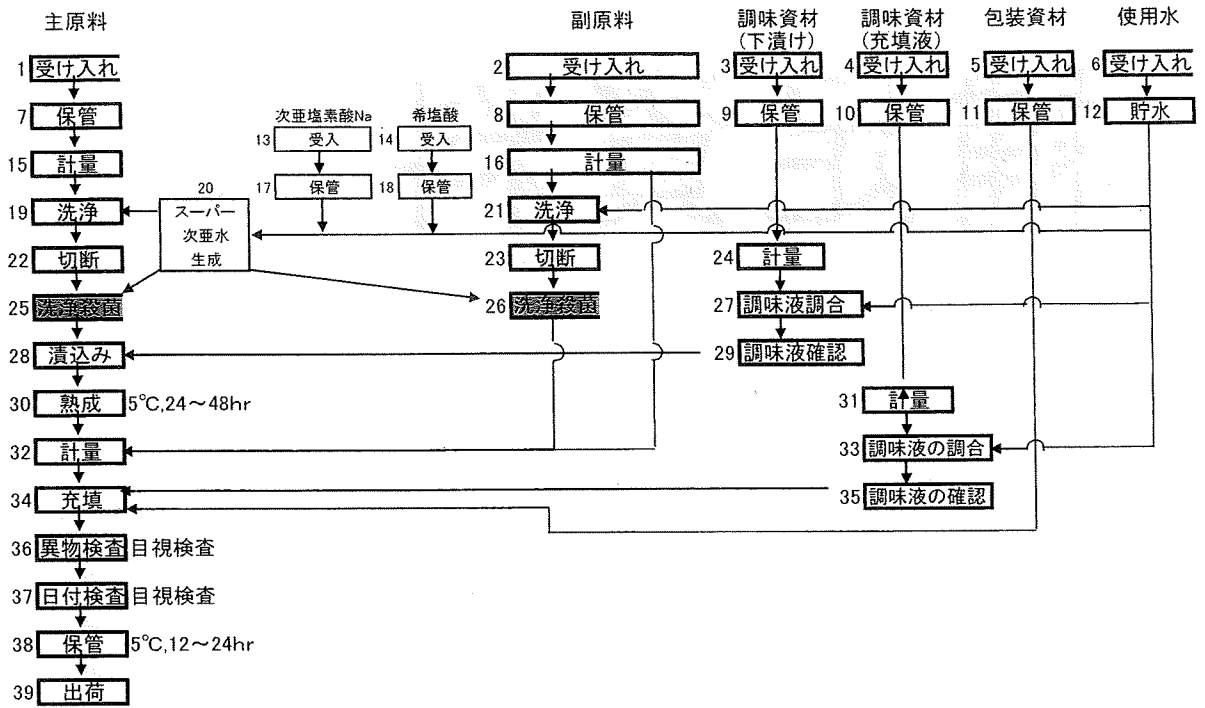 主原料
副原料
調味資材
(下漬け)
調味資材
(充填液)
包装資材
使用水
1 受け入れ
2 受け入れ
3 受け入れ
4 受け入れ
5 受け入れ
6 受け入れ
7 保管
次亜塩素酸Na
希塩酸
8 保管
9 保管
10 保管
11 保管
12 貯水
13 受入
14 受入
15 計量
16 計量
17 保管
18 保管
19 洗浄
20
スーパー
次亜水
生成
21 洗浄
22 切断
23 切断
24 計量
25 洗浄殺菌
26 洗浄殺菌
27 調味液調合
28 漬込み
29 調味液確認
30 熟成 5℃,24～48hr
31 計量
32 計量
33 調味液の調合
34 充填
35 調味液の確認
36 異物検査 目視検査
37 日付検査 目視検査
38 保管 5℃,12～24hr
39 出荷